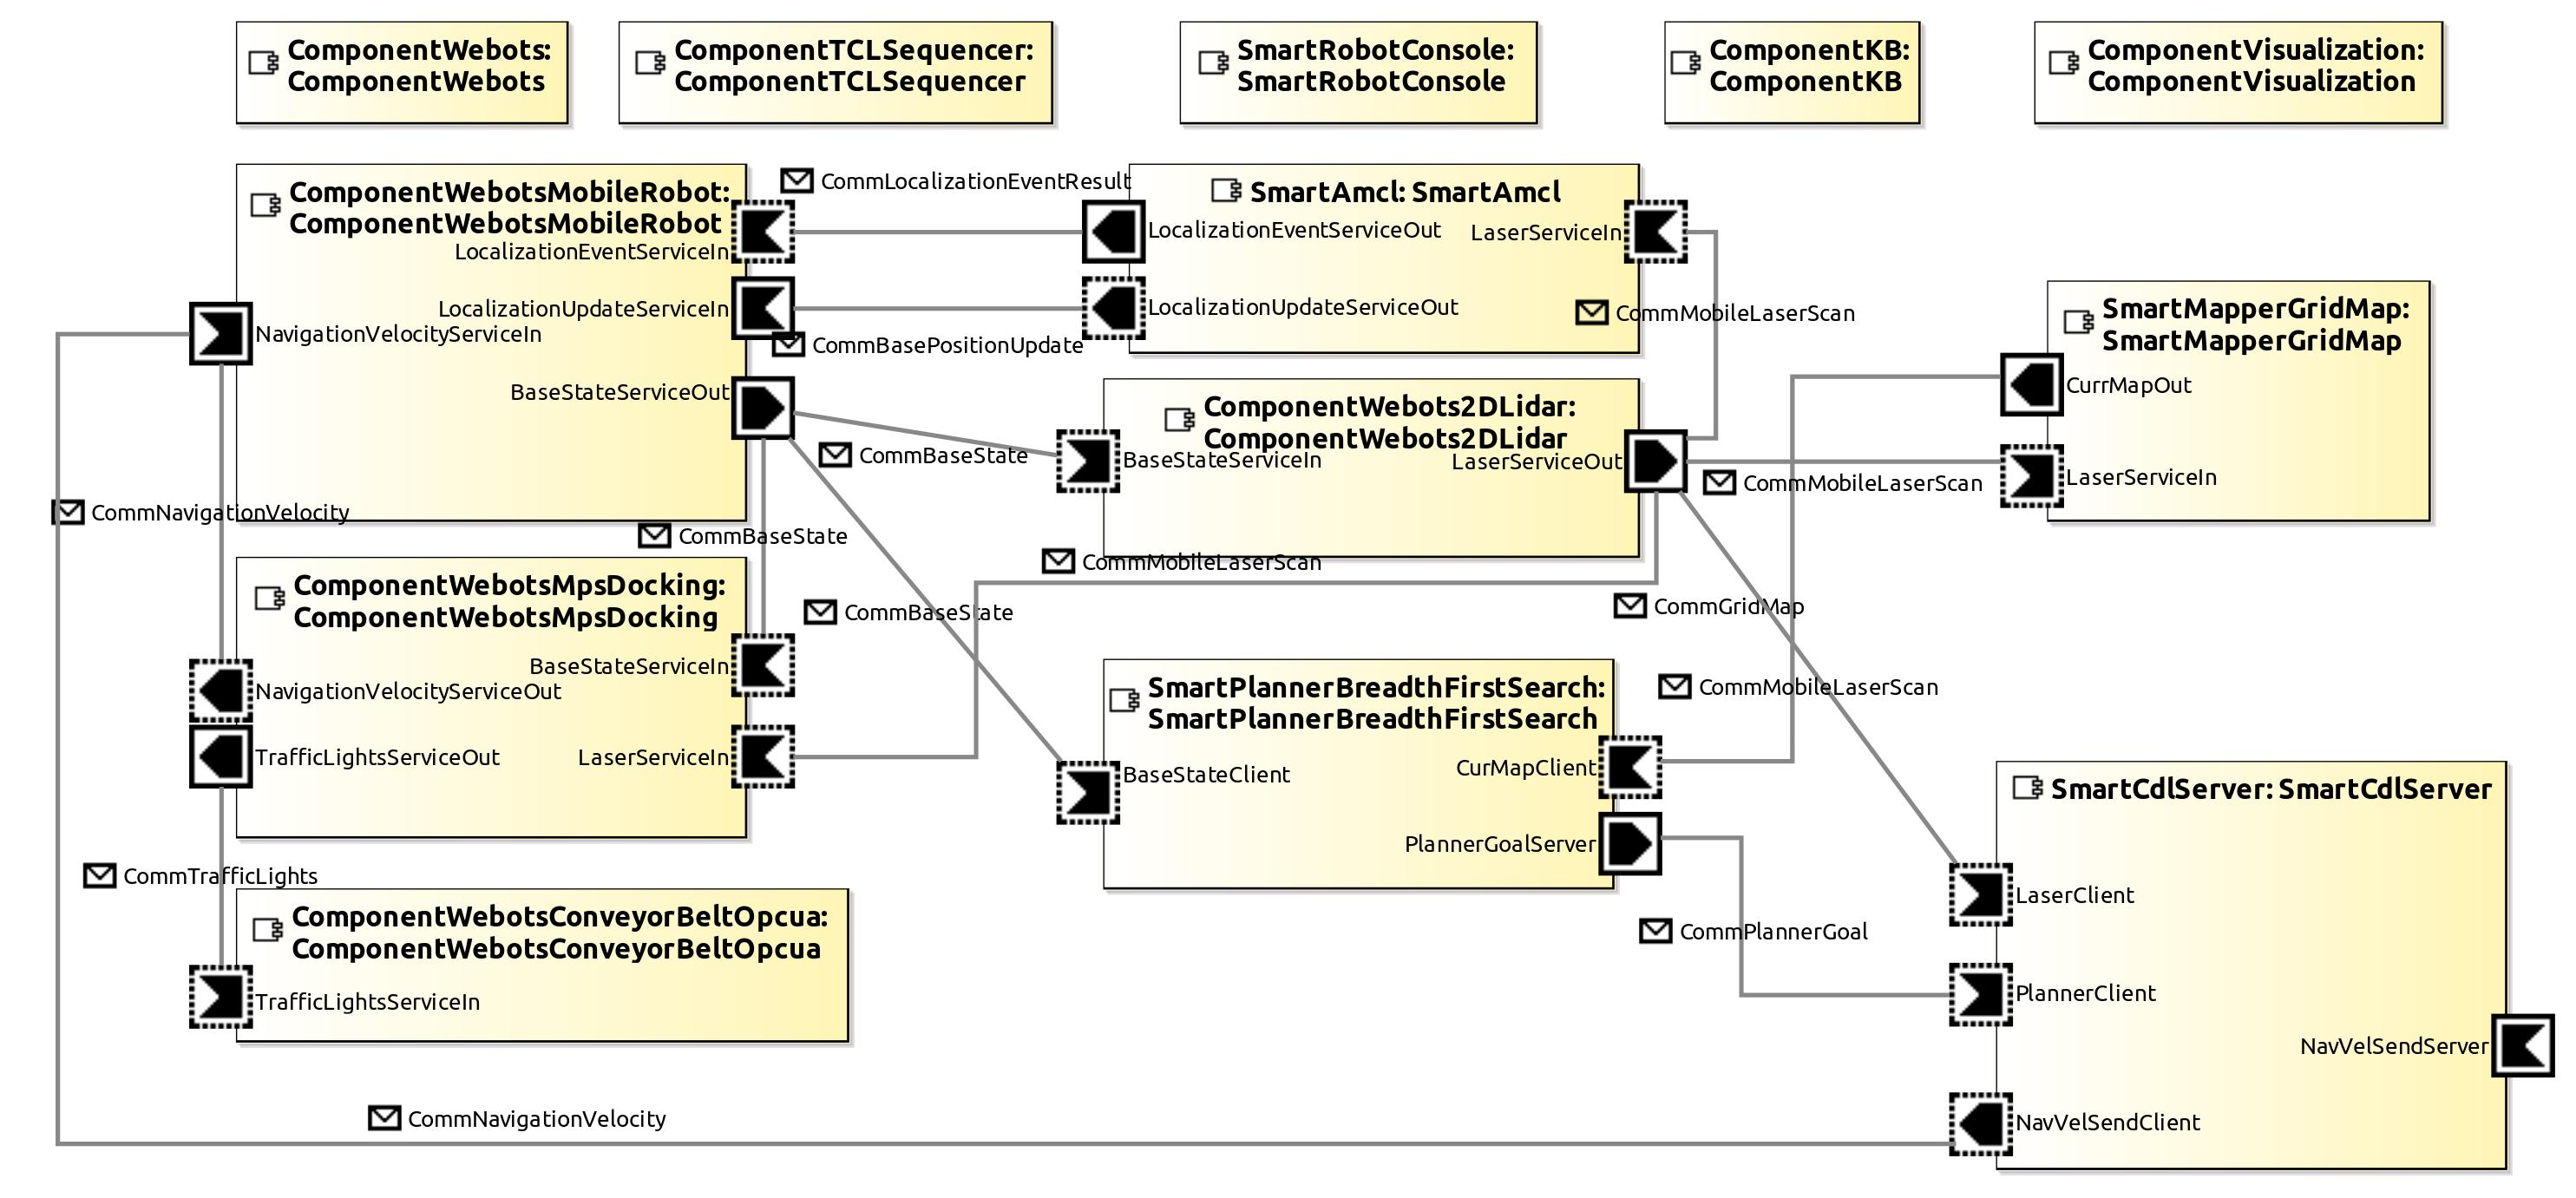 ComponentWebots:
ComponentWebots
ComponentTCLSequencer:
ComponentTCLSequencer
SmartRobotConsole:
SmartRobotConsole
ComponentKB:
ComponentKB
ComponentVisualization:
ComponentVisualization
ComponentWebotsMobileRobot:
ComponentWebotsMobileRobot
LocalizationEventServiceIn
LocalizationUpdateServiceIn
NavigationVelocityServiceIn
BaseStateServiceOut
CommLocalizationEventResult
CommBasePositionUpdate
SmartAmcl: SmartAmcl
LocalizationEventServiceOut
LaserServiceIn
LocalizationUpdateServiceOut
CommMobileLaserScan
SmartMapperGridMap:
SmartMapperGridMap
CurrMapOut
LaserServiceIn
ComponentWebots2DLidar:
ComponentWebots2DLidar
BaseStateServiceIn
LaserServiceOut
CommBaseState
CommMobileLaserScan
CommNavigationVelocity
CommBaseState
CommMobileLaserScan
ComponentWebotsMpsDocking:
ComponentWebotsMpsDocking
BaseStateServiceIn
NavigationVelocityServiceOut
TrafficLightsServiceOut
LaserServiceIn
CommBaseState
CommGridMap
CommMobileLaserScan
SmartPlannerBreadthFirstSearch:
SmartPlannerBreadthFirstSearch
CurMapClient
BaseStateClient
PlannerGoalServer
CommTrafficLights
ComponentWebotsConveyorBeltOpcua:
ComponentWebotsConveyorBeltOpcua
TrafficLightsServiceIn
CommPlannerGoal
SmartCdlServer: SmartCdlServer
LaserClient
PlannerClient
NavVelSendServer
NavVelSendClient
CommNavigationVelocity